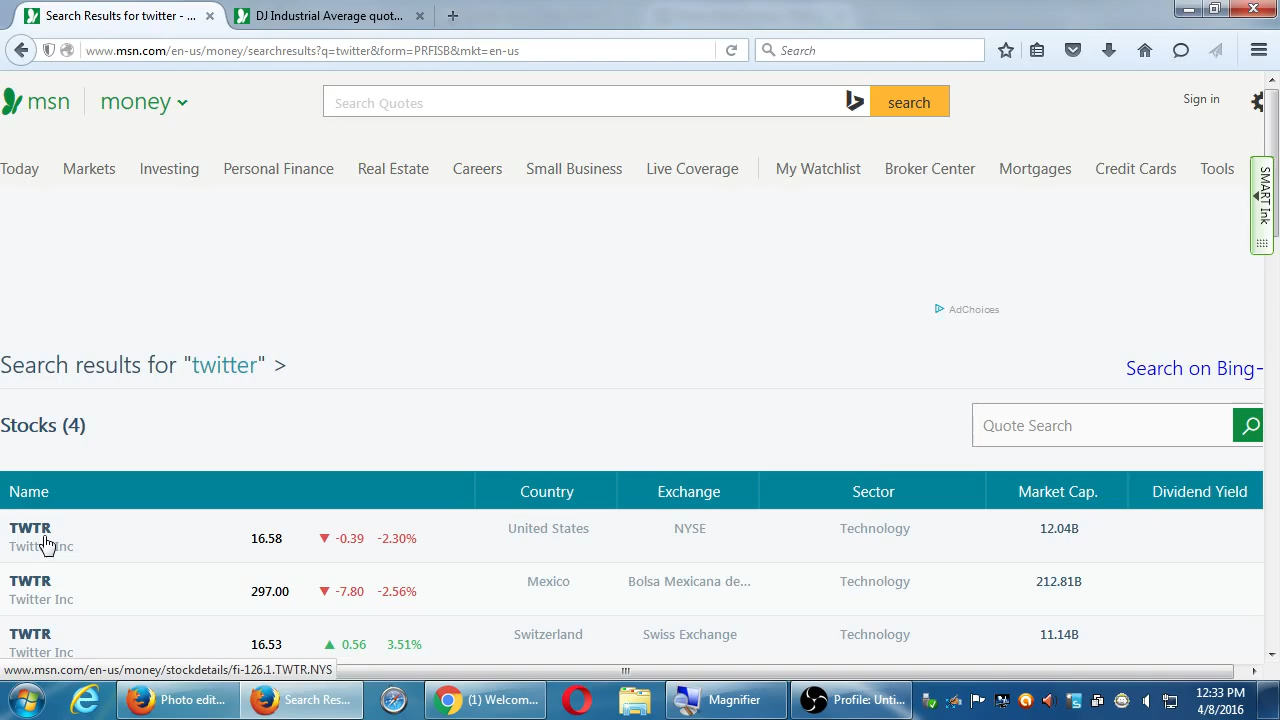 Search Results for twitter - ...
DJ Industrial Average quot...
www.msn.com/en-us/money/searchresults?q=twitter&form=PRFISB&mkt=en-us
Search
msn
money
Search Quotes
search
Sign in
Today Markets Investing Personal Finance Real Estate Careers Small Business Live Coverage My Watchlist Broker Center Mortgages Credit Cards Tools
SMART Ink
AdChoices
Search results for "twitter" >
Search on Bing-
Stocks (4)
Quote Search
Name Country Exchange Sector Market Cap. Dividend Yield
TWTR
Twitter Inc
16.58 -0.39 -2.30% United States NYSE Technology 12.04B
TWTR
Twitter Inc
297.00 -7.80 -2.56% Mexico Bolsa Mexicana de... Technology 212.81B
TWTR
Twitter Inc
16.53 0.56 3.51% Switzerland Swiss Exchange Technology 11.14B
www.msn.com/en-us/money/stockdetails/fi-126.1.TWTR.NYS
Photo edit...
Search Res...
(1) Welcom...
Magnifier
Profile: Unti...
12:33 PM
4/8/2016